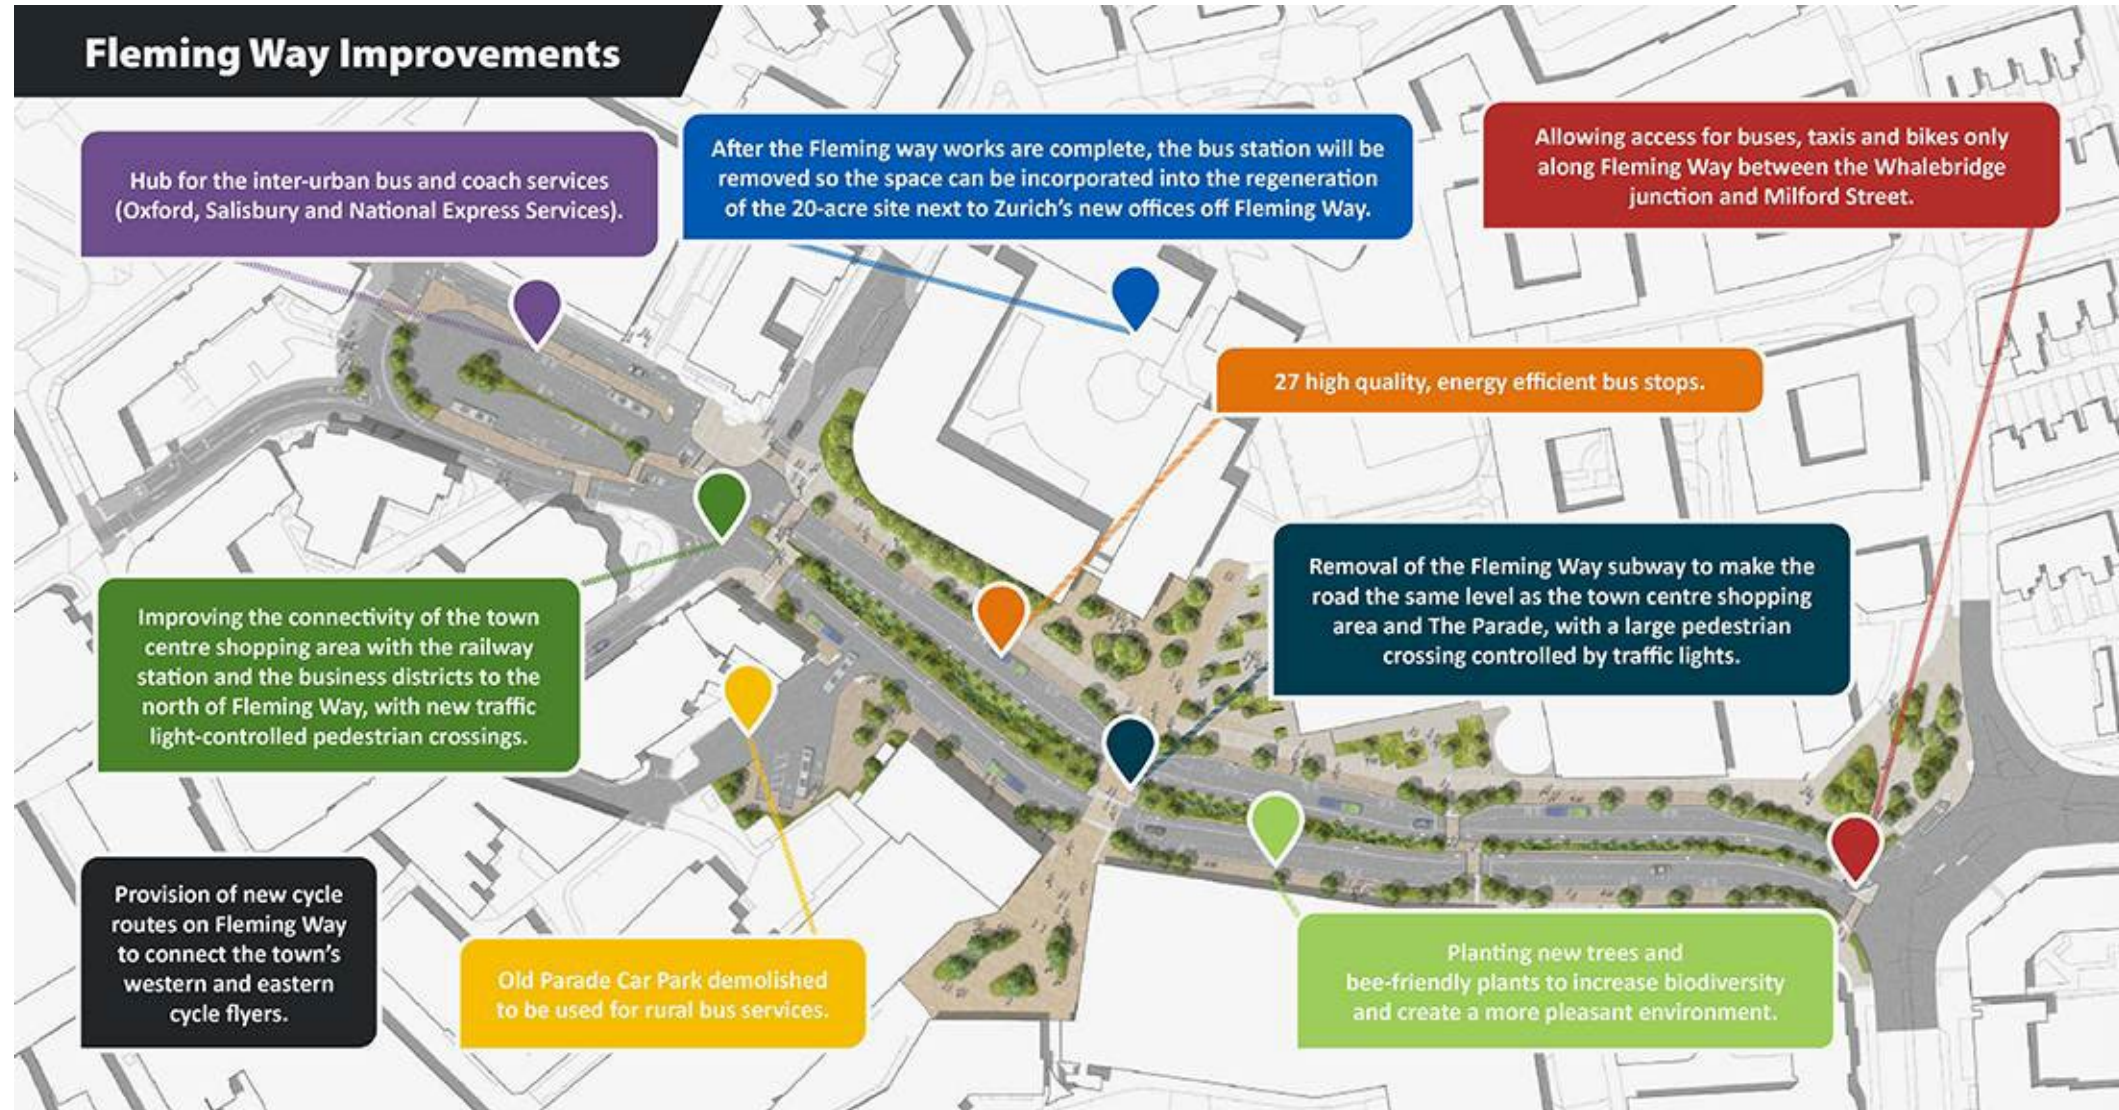 Fleming Way Improvements
Hub for the inter-urban bus and coach services
(Oxford, Salisbury and National Express Services).
After the Fleming way works are complete, the bus station will be
removed so the space can be incorporated into the regeneration
of the 20-acre site next to Zurich's new offices off Fleming Way.
Allowing access for buses, taxis and bikes only
along Fleming Way between the Whalebridge
junction and Milford Street.
27 high quality, energy efficient bus stops.
Removal of the Fleming Way subway to make the
road the same level as the town centre shopping
area and The Parade, with a large pedestrian
crossing controlled by traffic lights.
Improving the connectivity of the town
centre shopping area with the railway
station and the business districts to the
north of Fleming Way, with new traffic
light-controlled pedestrian crossings.
Provision of new cycle
routes on Fleming Way
to connect the town's
western and eastern
cycle flyers.
Old Parade Car Park demolished
to be used for rural bus services.
Planting new trees and
bee-friendly plants to increase biodiversity
and create a more pleasant environment.